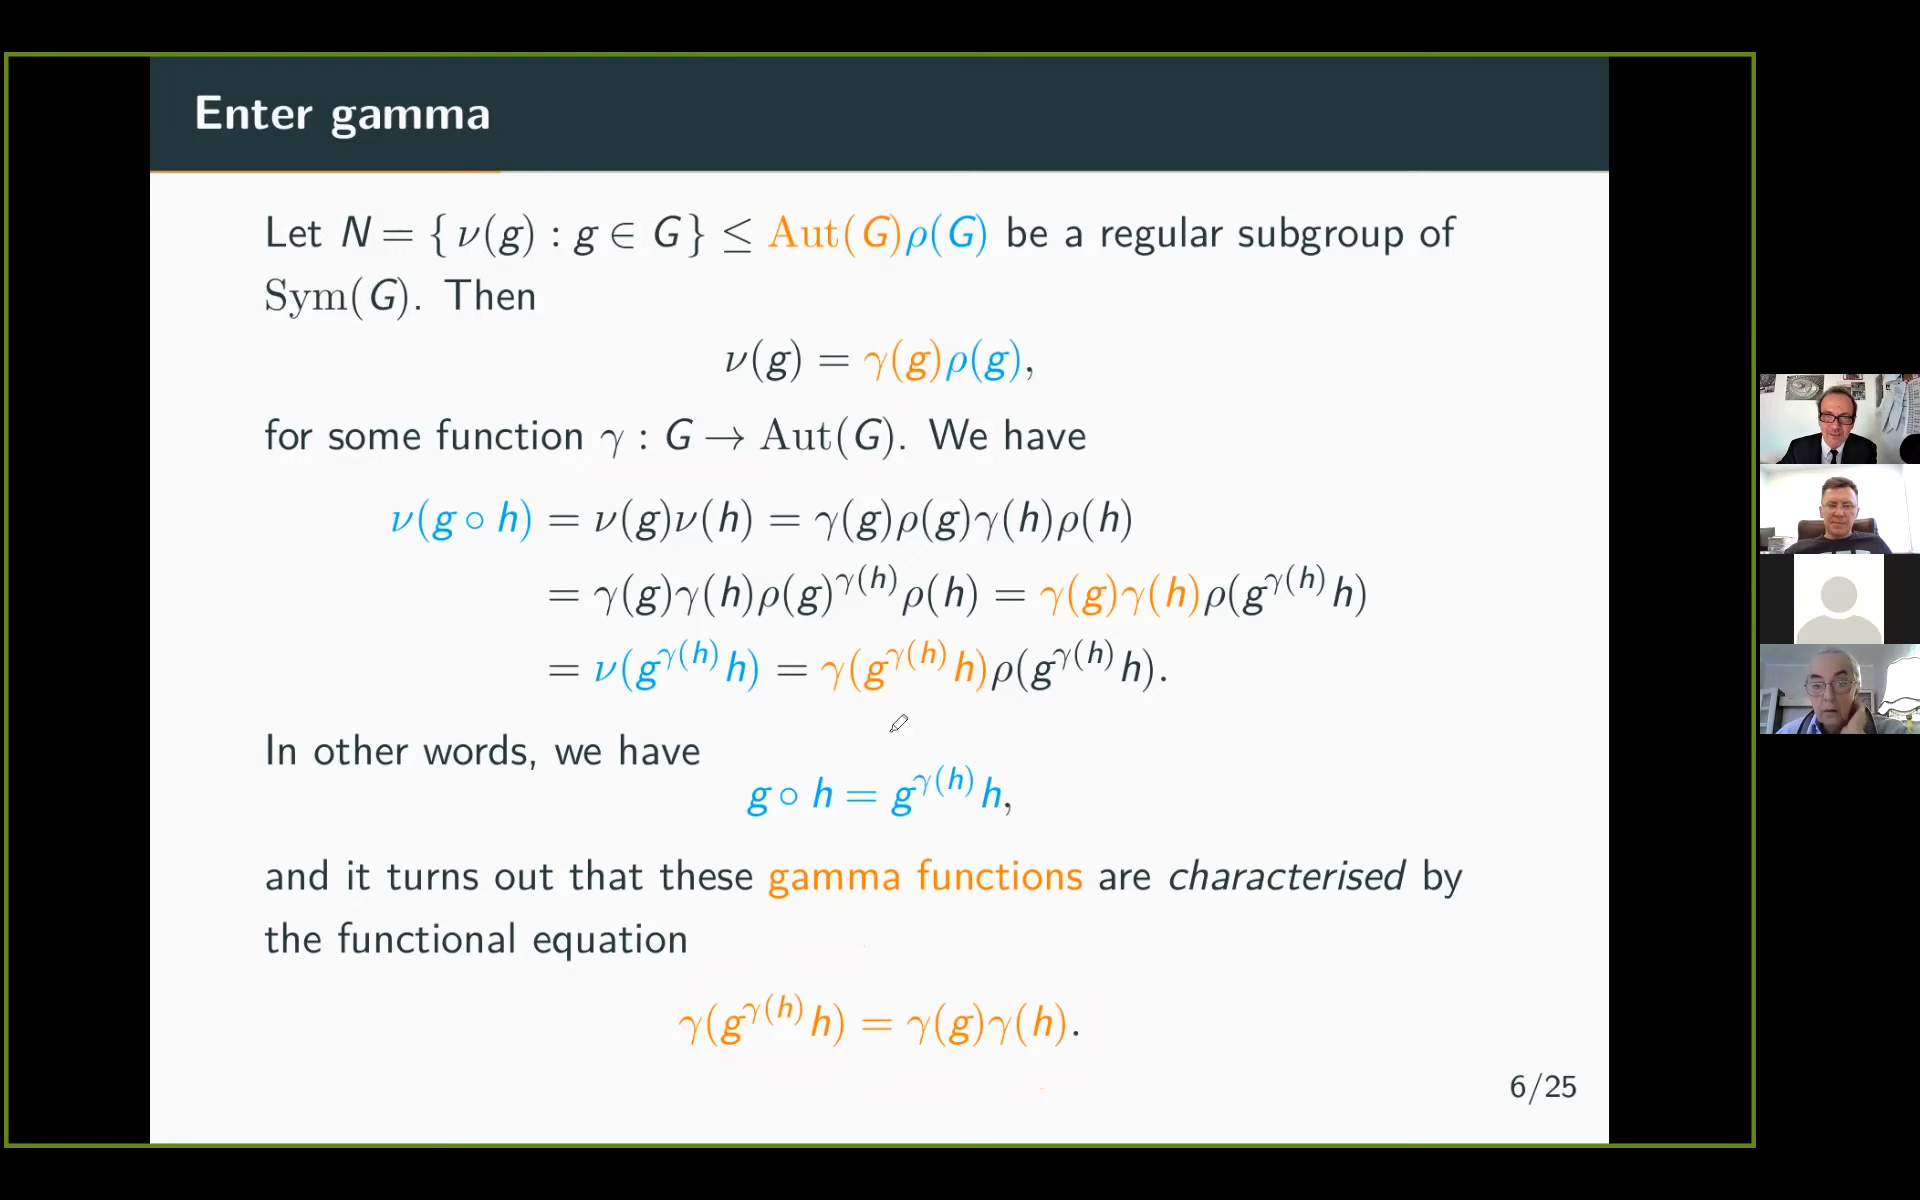 Enter gamma
Let N = { ν(g) : g ∈ G } ≤ Aut(G)ρ(G) be a regular subgroup of
Sym(G). Then
ν(g) = γ(g)ρ(g),
for some function γ : G → Aut(G). We have
ν(g ∘ h) = ν(g)ν(h) = γ(g)ρ(g)γ(h)ρ(h)
= γ(g)γ(h)ρ(g)^{γ(h)}ρ(h) = γ(g)γ(h)ρ(g^{γ(h)}h)
= ν(g^{γ(h)}h) = γ(g^{γ(h)}h)ρ(g^{γ(h)}h).
In other words, we have
g ∘ h = g^{γ(h)}h,
and it turns out that these gamma functions are characterised by
the functional equation
γ(g^{γ(h)}h) = γ(g)γ(h).
6/25